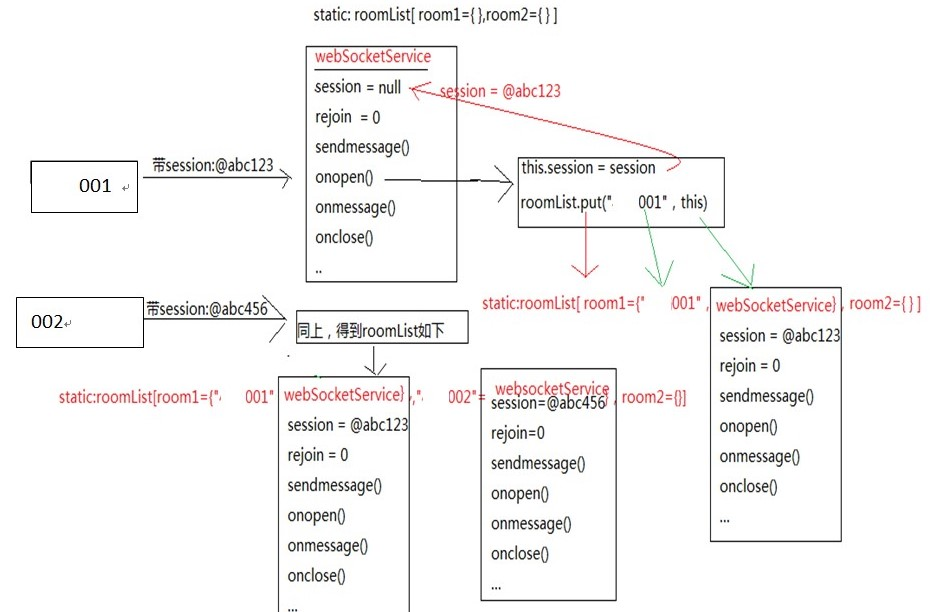 static: roomList[ room1={ },room2={ } ]
webSocketService
session = null
rejoin = 0
sendmessage()
onopen()
onmessage()
onclose()
..
session = @abc123
001
带session:@abc123
this.session = session
roomList.put(" 001" , this)
static:roomList[ room1={" 001" , webSocketService} , room2={ } ]
session = @abc123
rejoin = 0
sendmessage()
onopen()
onmessage()
onclose()
...
002
带session:@abc456
同上，得到roomList如下
static:roomList[room1={" 001" webSocketService} ," 002"= websocketService} , room2={}]
session = @abc123
rejoin = 0
sendmessage()
onopen()
onmessage()
onclose()
...
session=@abc456
rejoin=0
sendmessage()
onopen()
onmessage()
onclose()
...